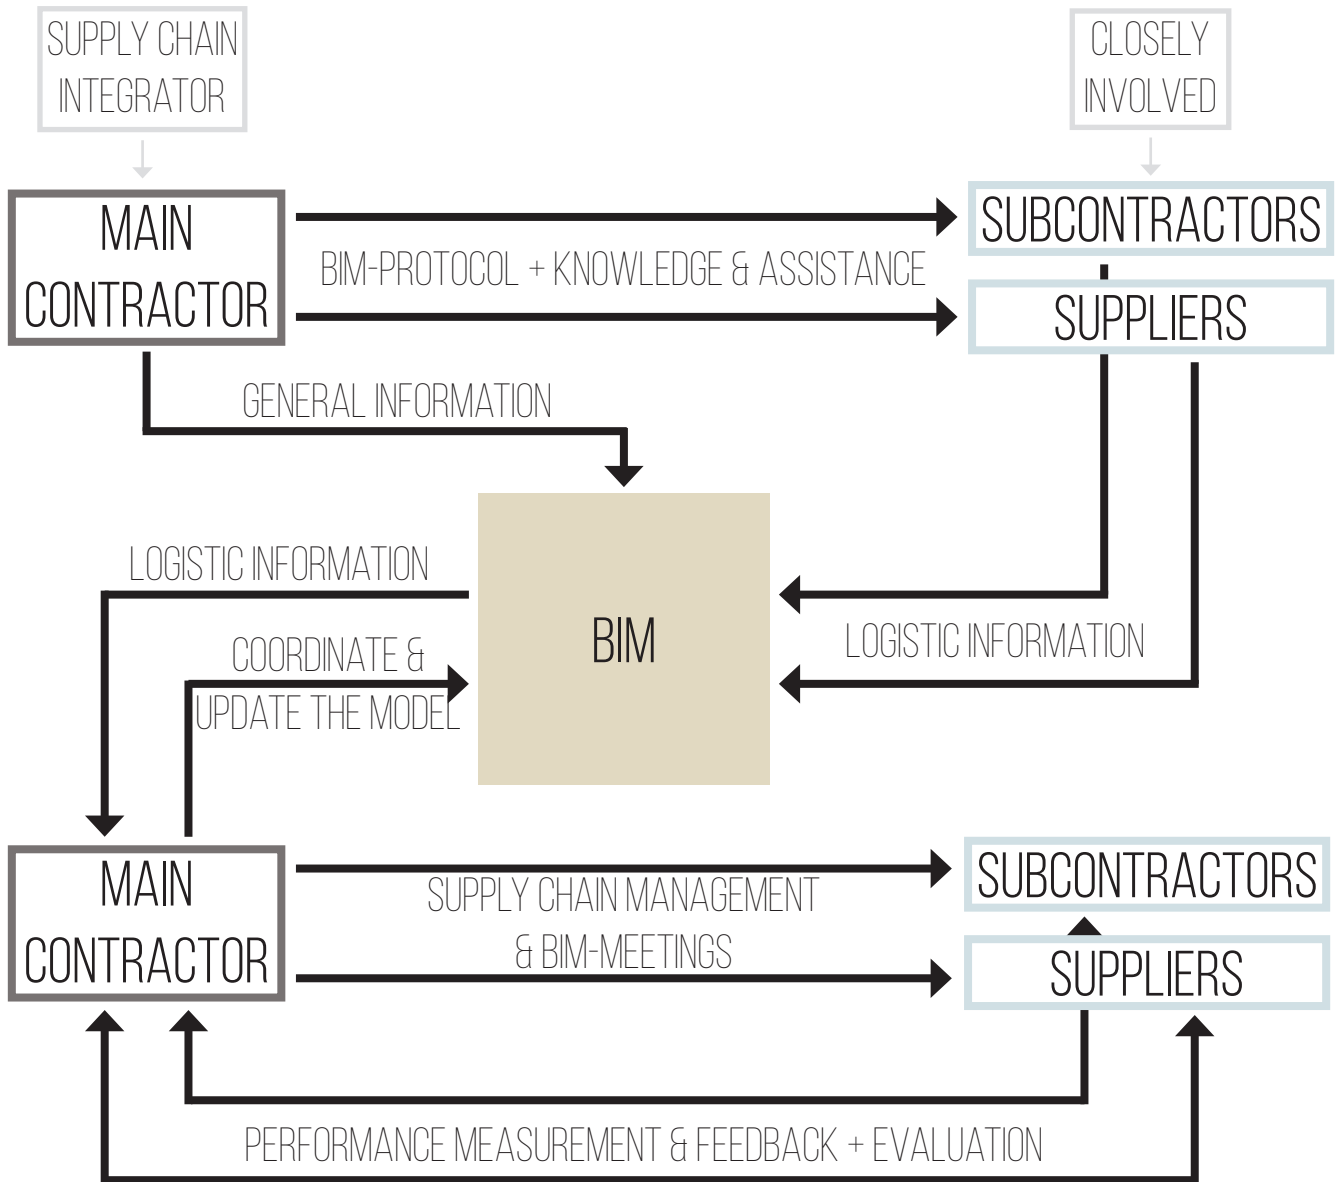 SUPPLY CHAIN
INTEGRATOR
CLOSELY
INVOLVED
MAIN
CONTRACTOR
SUBCONTRACTORS
BIM-PROTOCOL + KNOWLEDGE & ASSISTANCE
SUPPLIERS
GENERAL INFORMATION
LOGISTIC INFORMATION
BIM
LOGISTIC INFORMATION
COORDINATE &
UPDATE THE MODEL
MAIN
CONTRACTOR
SUBCONTRACTORS
SUPPLY CHAIN MANAGEMENT
& BIM-MEETINGS
SUPPLIERS
PERFORMANCE MEASUREMENT & FEEDBACK + EVALUATION